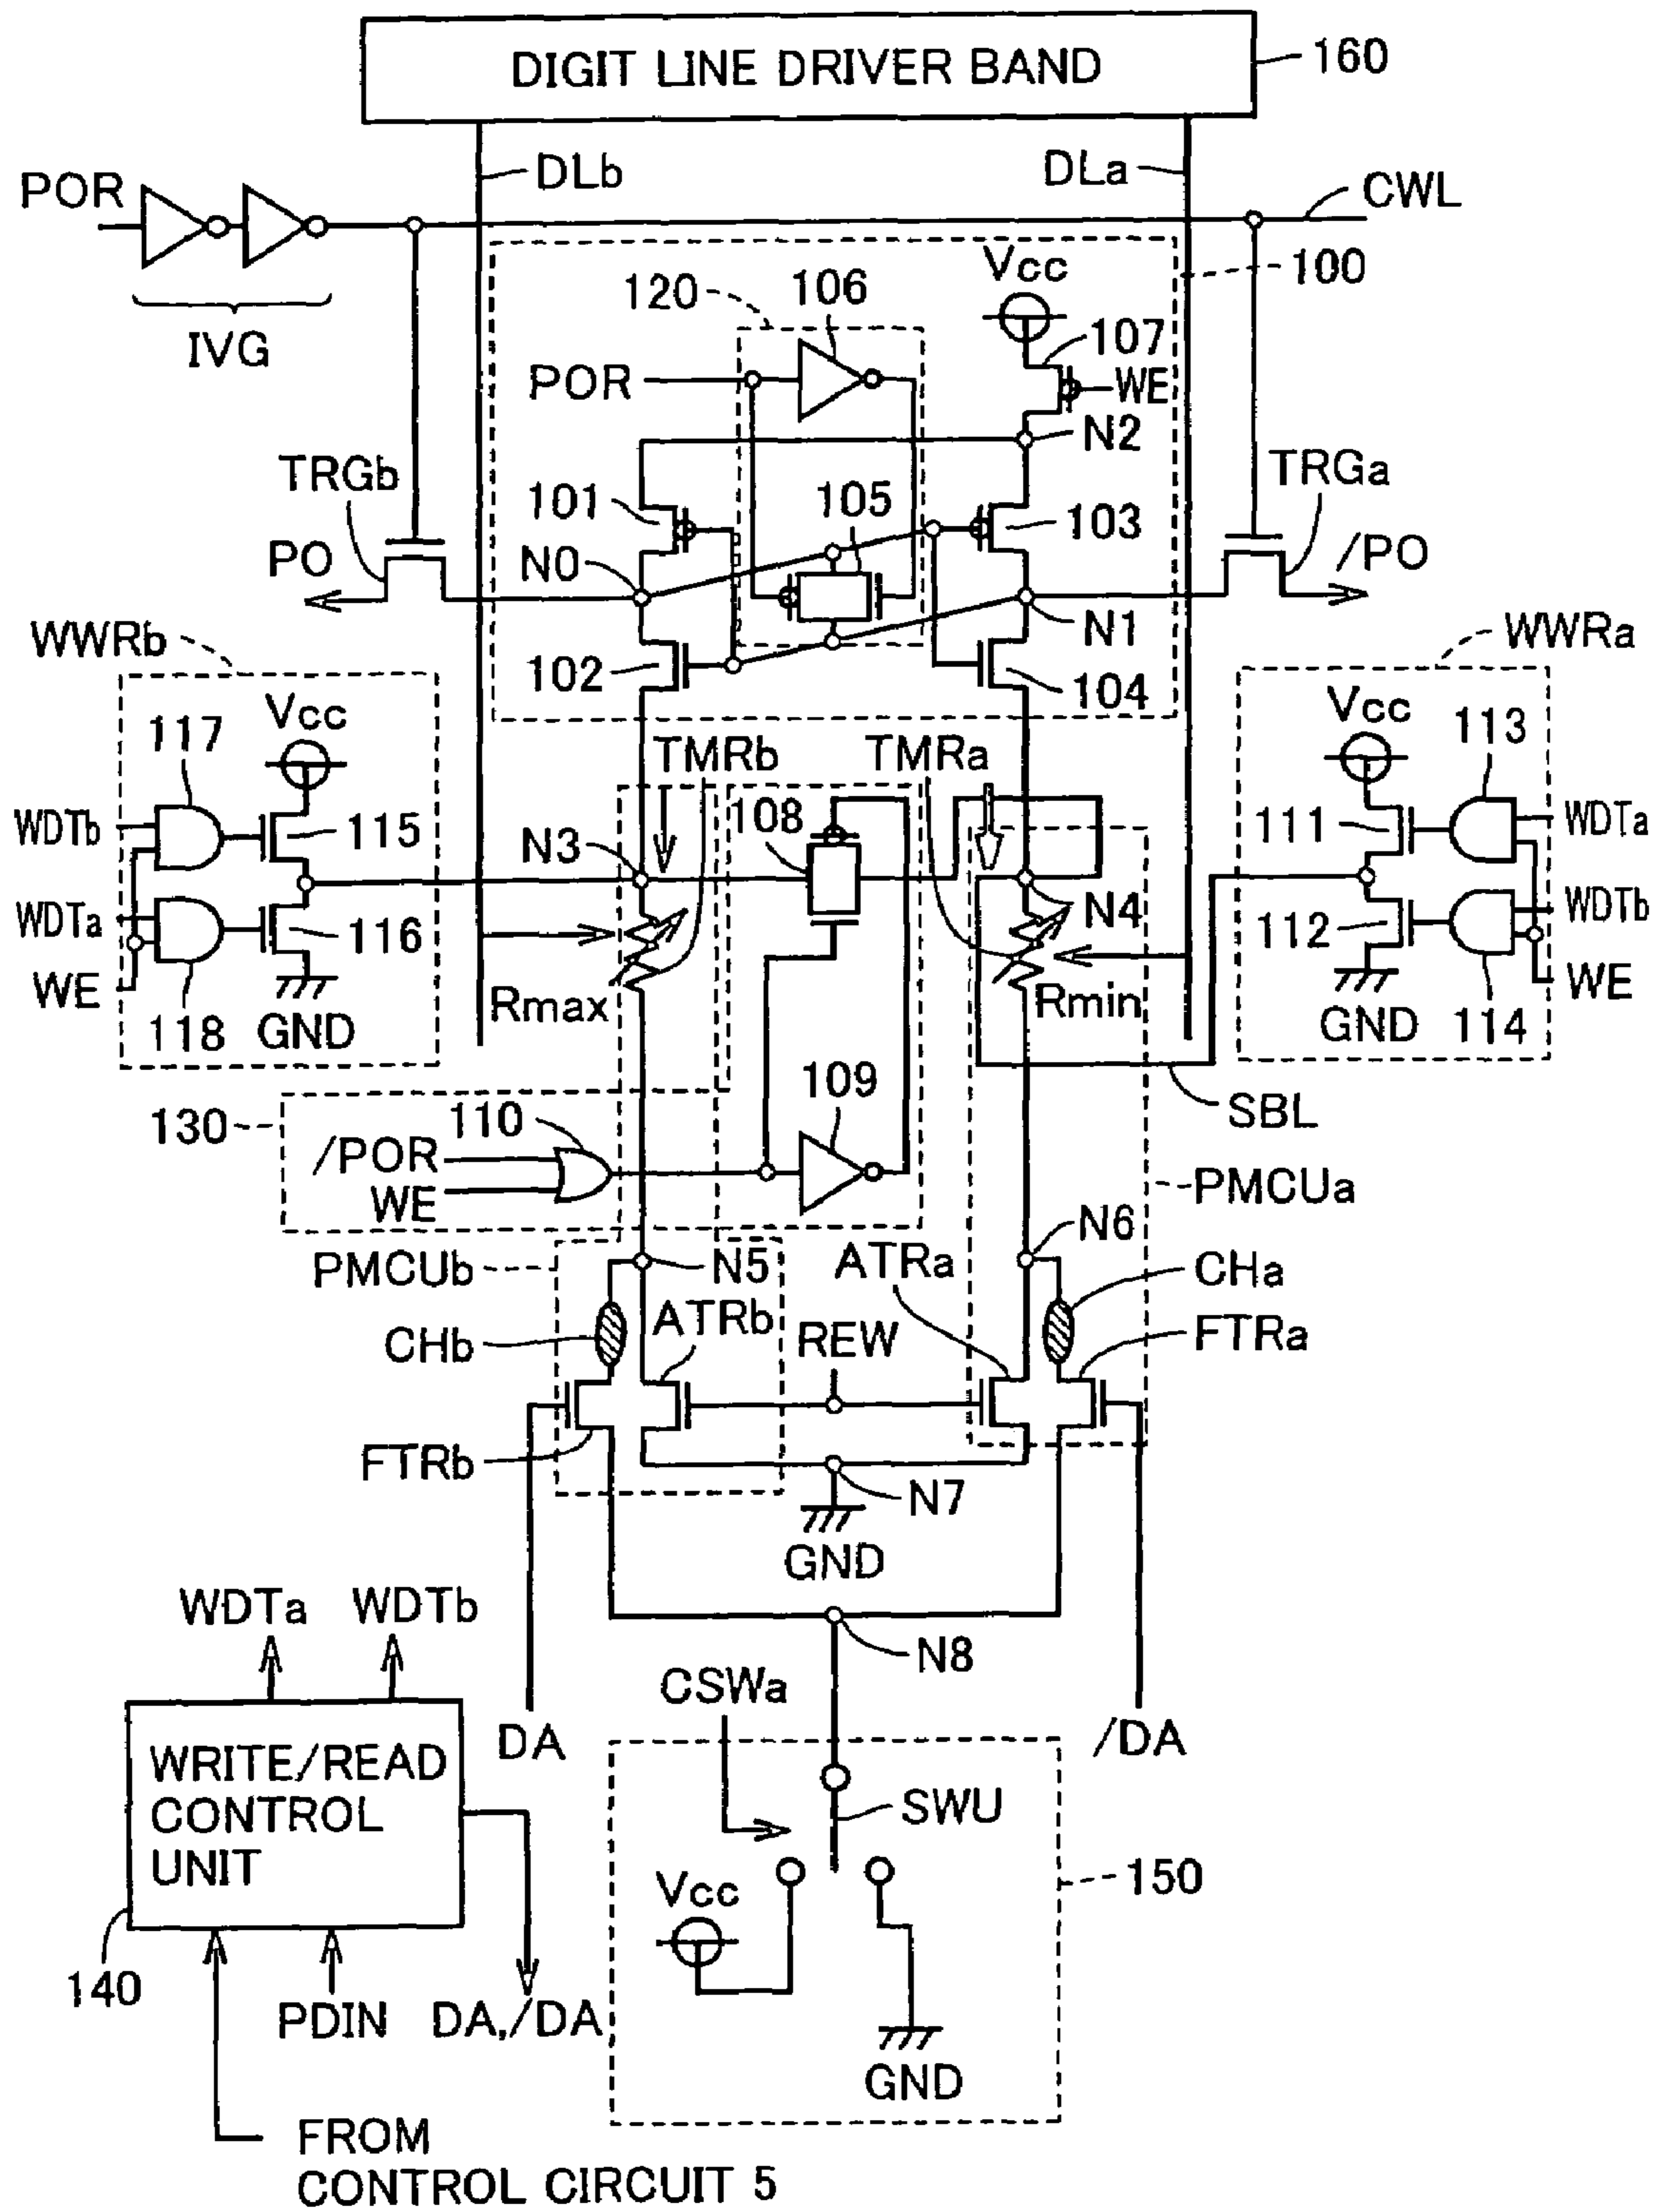 DIGIT LINE DRIVER BAND
160
DLb
DLa
POR
CWL
IVG
Vcc
100
120
106
107
POR
WE
N2
TRGb
TRGa
101
105
103
PO
N0
/PO
WWRb
N1
WWRa
102
104
117
Vcc
TMRb
TMRa
Vcc
113
WDTb
115
108
111
WDTa
N3
WDTa
116
N4
112
WDTb
WE
118
GND
Rmax
Rmin
GND
114
WE
109
SBL
130
110
/POR
WE
PMCUa
N6
PMCUb
N5
ATRa
CHa
ATRb
CHb
REW
FTRa
FTRb
N7
GND
WDTa
WDTb
N8
CSWa
DA
/DA
WRITE/READ
CONTROL
UNIT
SWU
Vcc
150
140
PDIN
DA,/DA
GND
FROM
CONTROL CIRCUIT 5